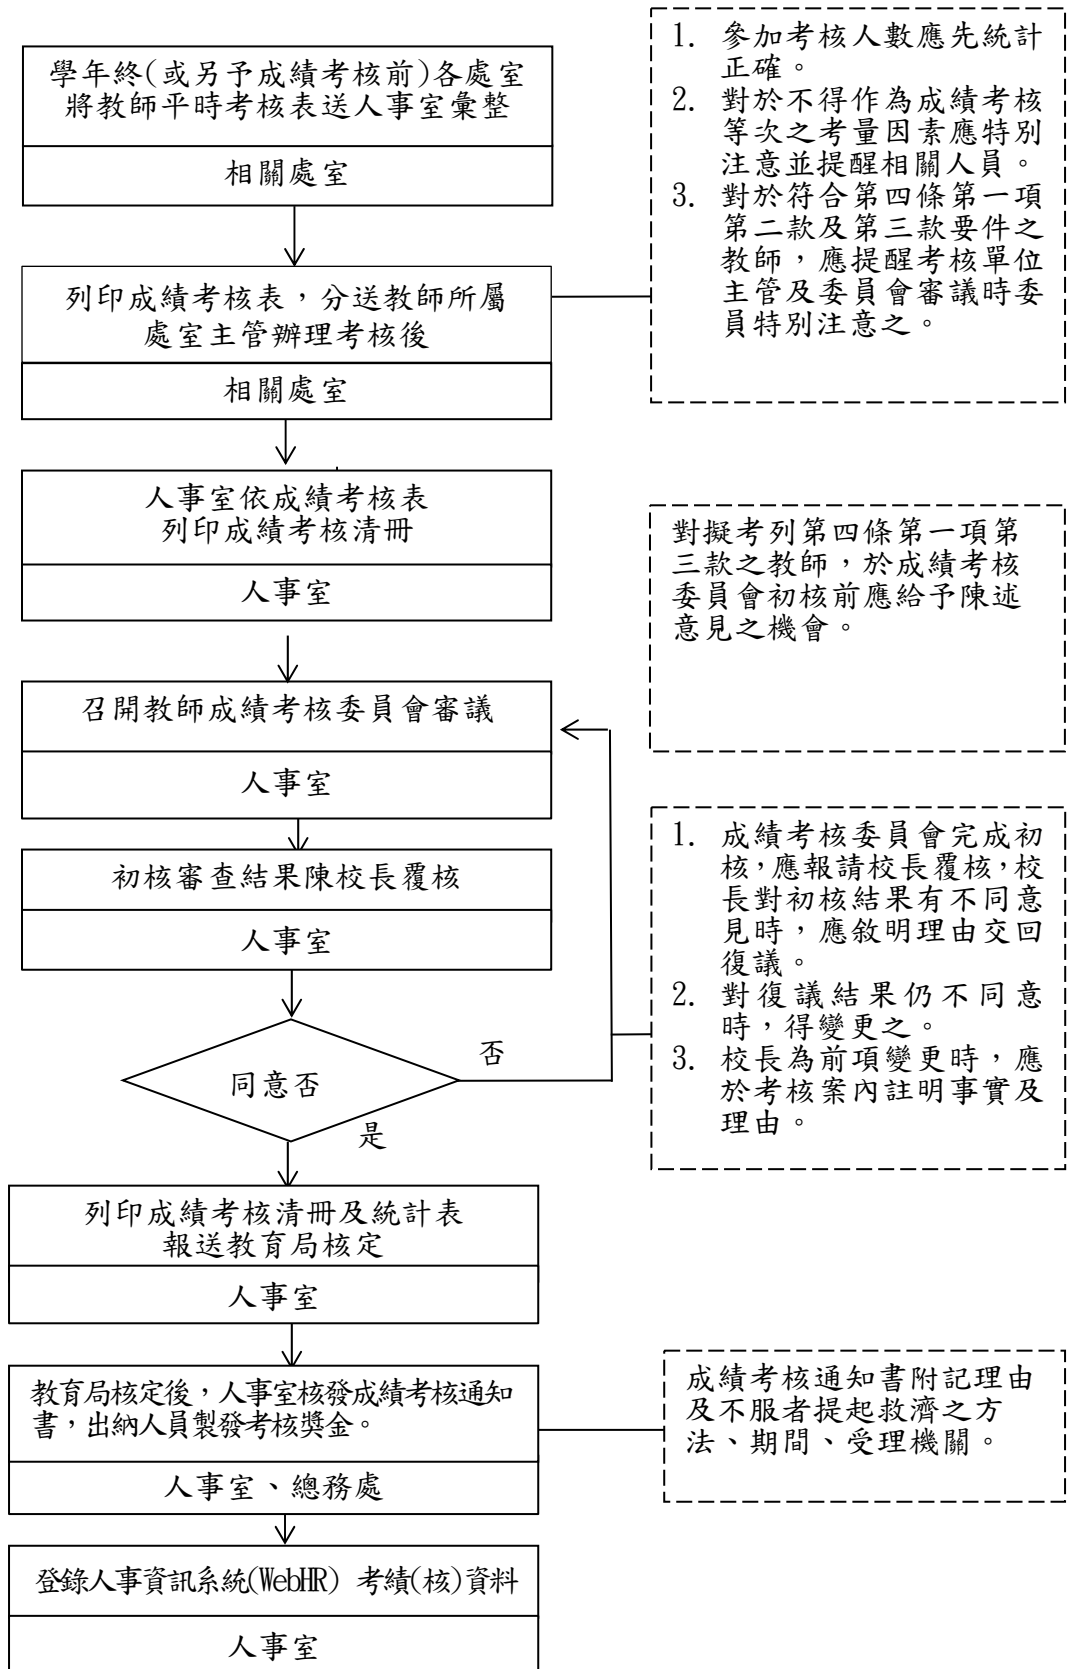 學年終(或另予成績考核前)各處室
將教師平時考核表送人事室彙整
相關處室
1. 參加考核人數應先統計
正確。
2. 對於不得作為成績考核
等次之考量因素應特別
注意並提醒相關人員。
3. 對於符合第四條第一項
第二款及第三款要件之
教師，應提醒考核單位
主管及委員會審議時委
員特別注意之。
列印成績考核表，分送教師所屬
處室主管辦理考核後
相關處室
人事室依成績考核表
列印成績考核清冊
人事室
對擬考列第四條第一項第
三款之教師，於成績考核
委員會初核前應給予陳述
意見之機會。
召開教師成績考核委員會審議
人事室
初核審查結果陳校長覆核
人事室
1. 成績考核委員會完成初
核，應報請校長覆核，校
長對初核結果有不同意
見時，應敘明理由交回
復議。
2. 對復議結果仍不同意
時，得變更之。
3. 校長為前項變更時，應
於考核案內註明事實及
理由。
同意否
否
是
列印成績考核清冊及統計表
報送教育局核定
人事室
教育局核定後，人事室核發成績考核通知
書，出納人員製發考核獎金。
人事室、總務處
成績考核通知書附記理由
及不服者提起救濟之方
法、期間、受理機關。
登錄人事資訊系統(WebHR) 考績(核)資料
人事室